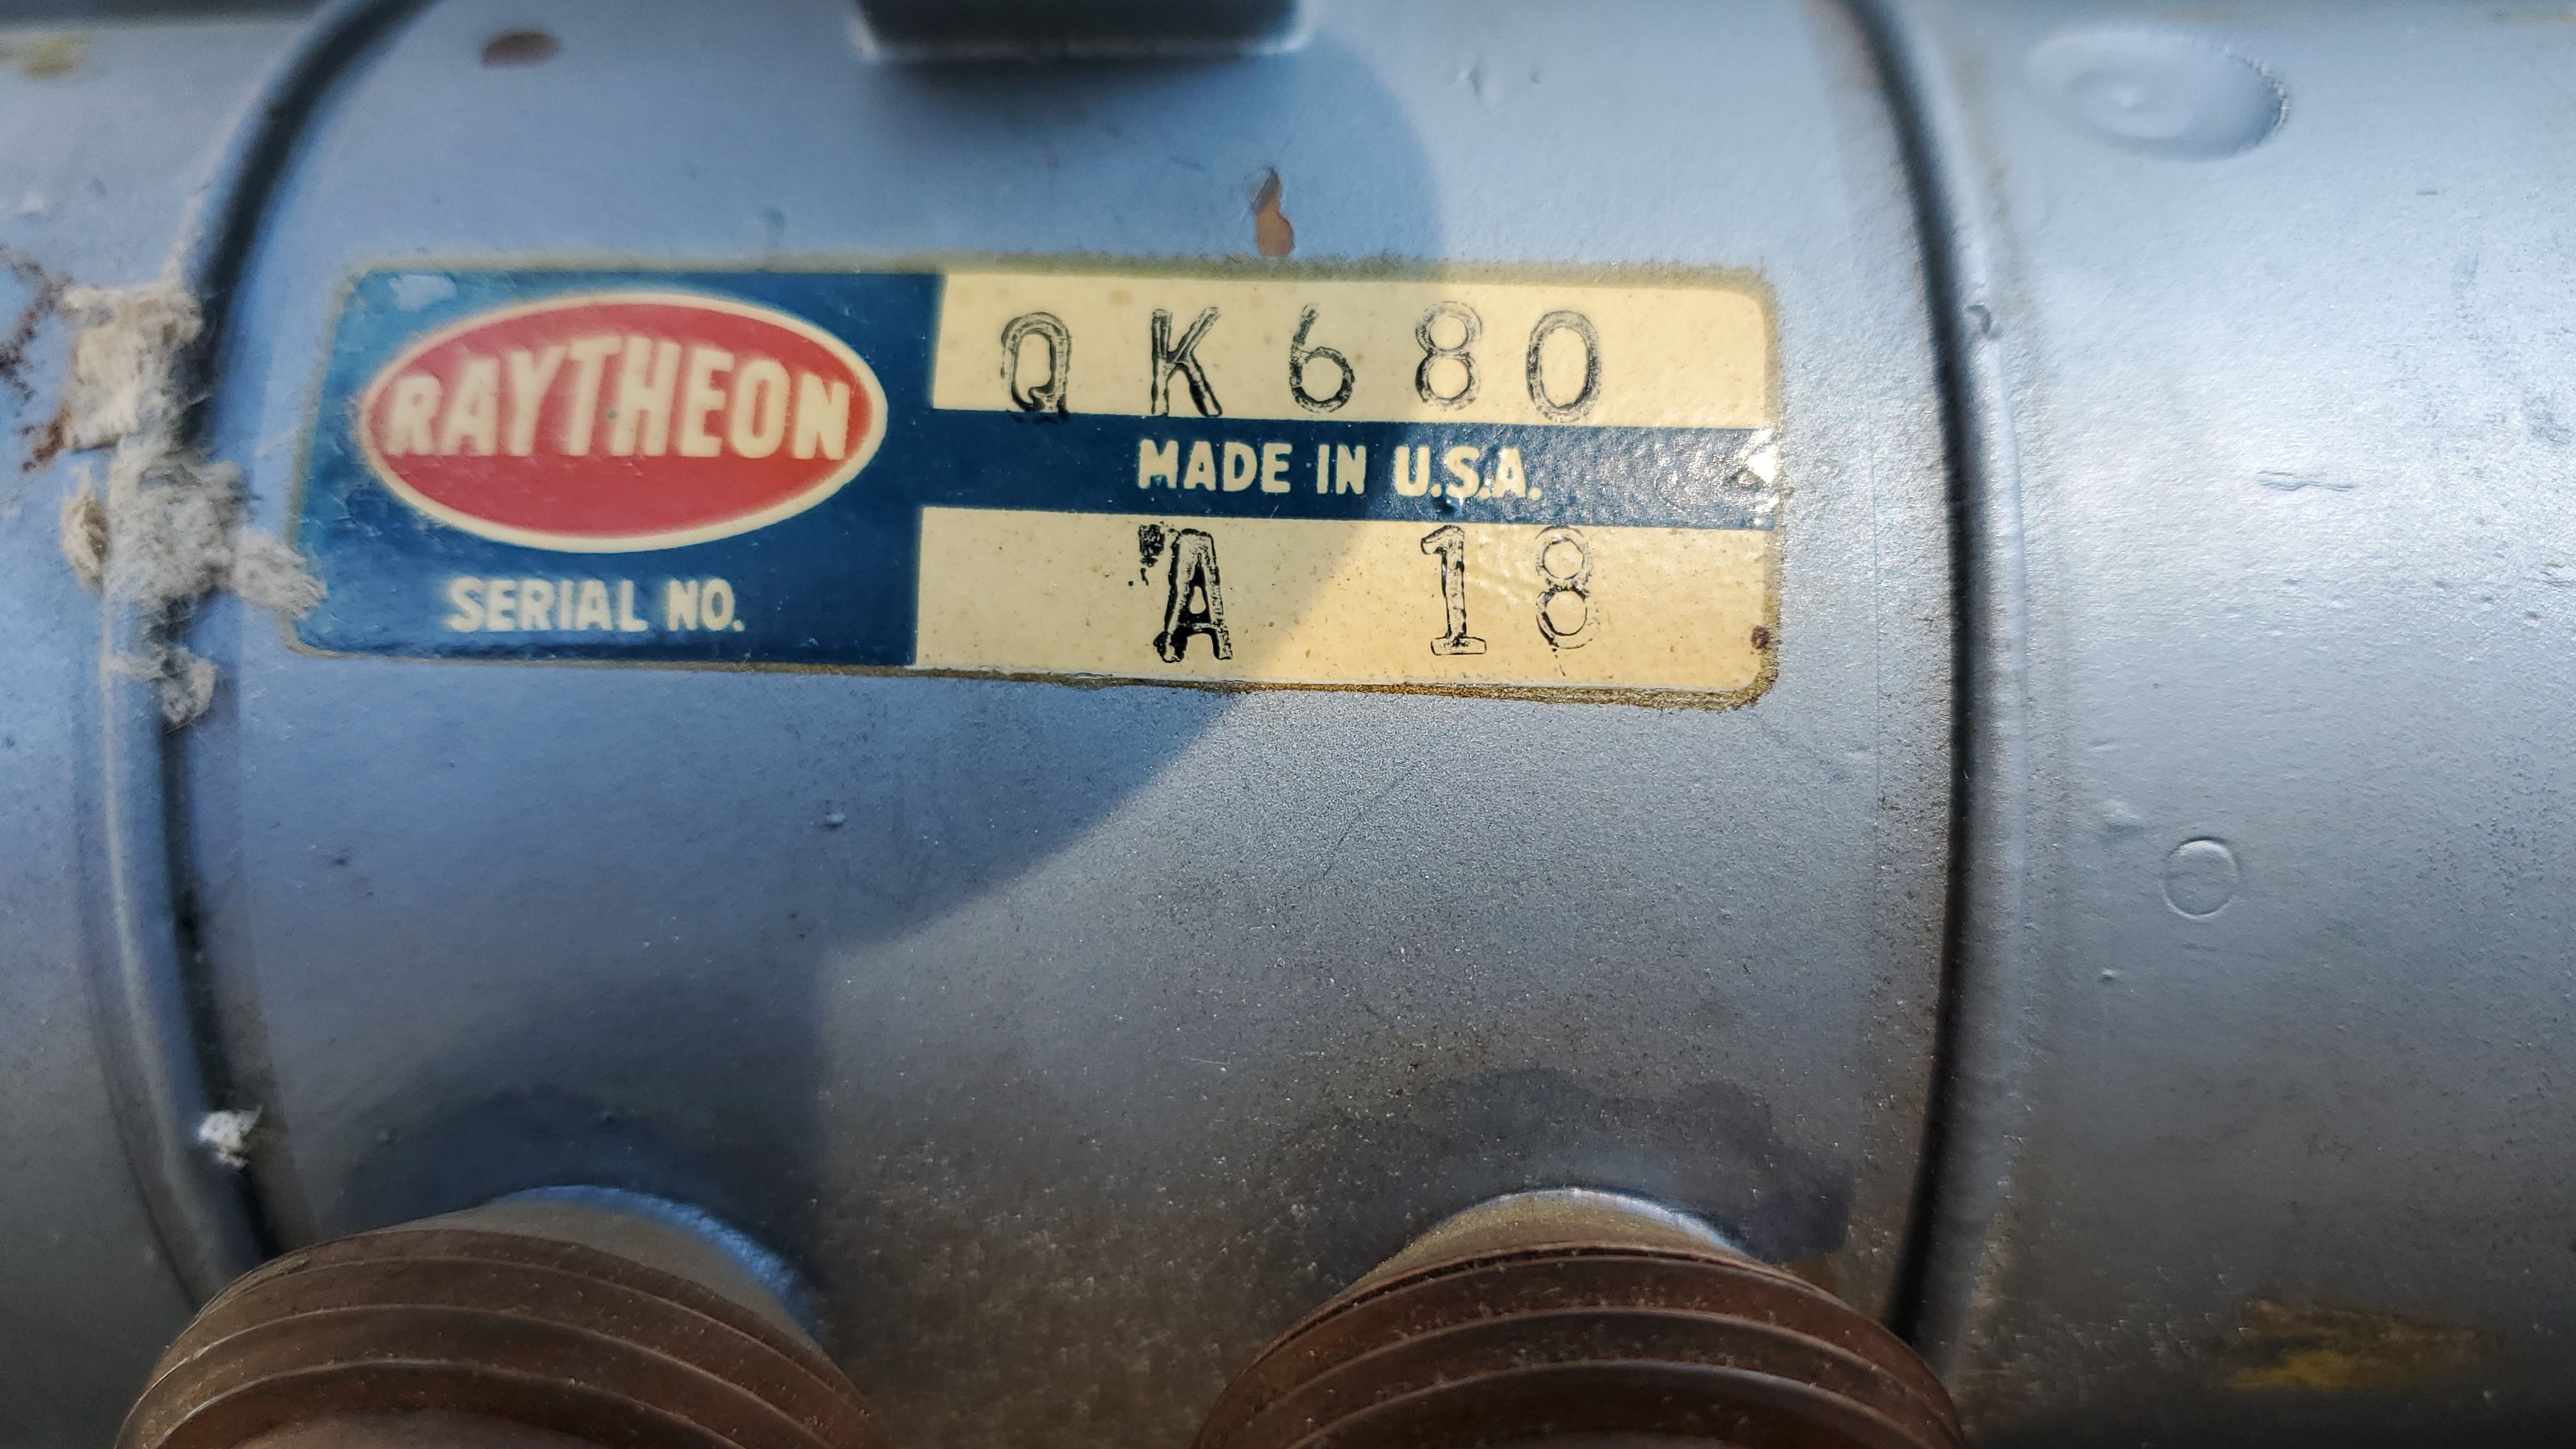 RAYTHEON
QK680
MADE IN U.S.A.
SERIAL NO. A 18